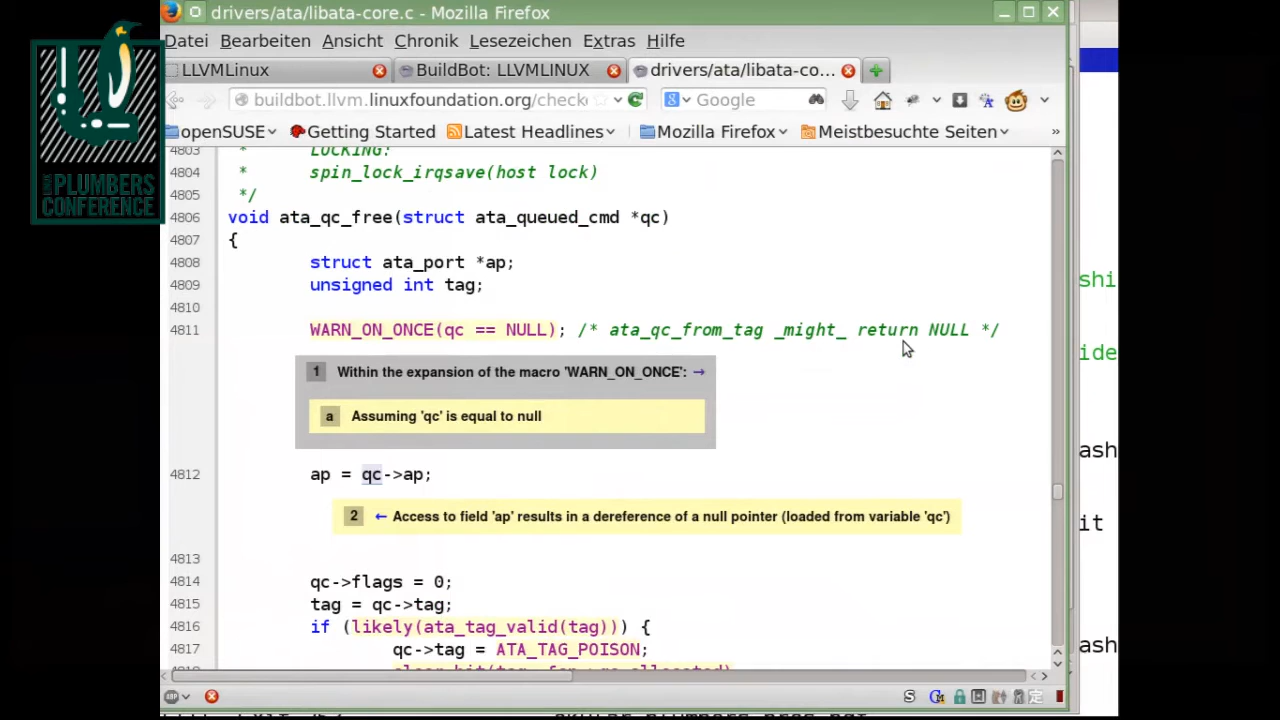 drivers/ata/libata-core.c - Mozilla Firefox
Datei Bearbeiten Ansicht Chronik Lesezeichen Extras Hilfe
LLVMLinux BuildBot: LLVMLINUX drivers/ata/libata-co...
buildbot.llvm.linuxfoundation.org/check Google
openSUSE Getting Started Latest Headlines Mozilla Firefox Meistbesuchte Seiten »
LINUX
PLUMBERS
CONFERENCE
4803 * LOCKING:
4804 * spin_lock_irqsave(host lock)
4805 */
4806 void ata_qc_free(struct ata_queued_cmd *qc)
4807 {
4808 struct ata_port *ap;
4809 unsigned int tag;
4810
4811 WARN_ON_ONCE(qc == NULL); /* ata_qc_from_tag _might_ return NULL */
1 Within the expansion of the macro 'WARN_ON_ONCE': →
a Assuming 'qc' is equal to null
4812 ap = qc->ap;
2 ← Access to field 'ap' results in a dereference of a null pointer (loaded from variable 'qc')
4813
4814 qc->flags = 0;
4815 tag = qc->tag;
4816 if (likely(ata_tag_valid(tag))) {
4817 qc->tag = ATA_TAG_POISON;
shi
ide
ash
it
ash